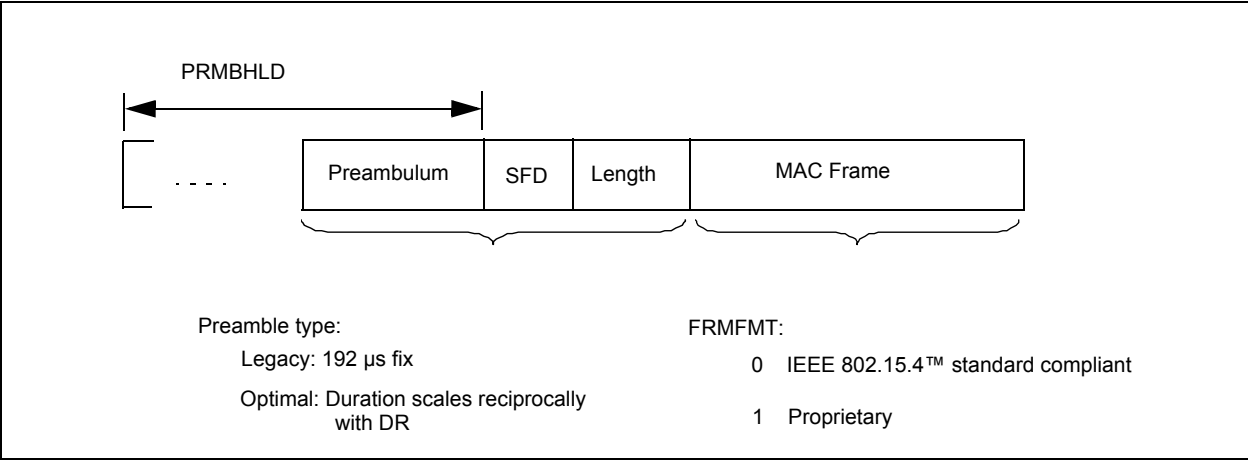 PRMBHLD
. . . .
Preambulum SFD Length MAC Frame
Preamble type:
Legacy: 192 µs fix
Optimal: Duration scales reciprocally
with DR
FRMFMT:
0 IEEE 802.15.4™ standard compliant
1 Proprietary